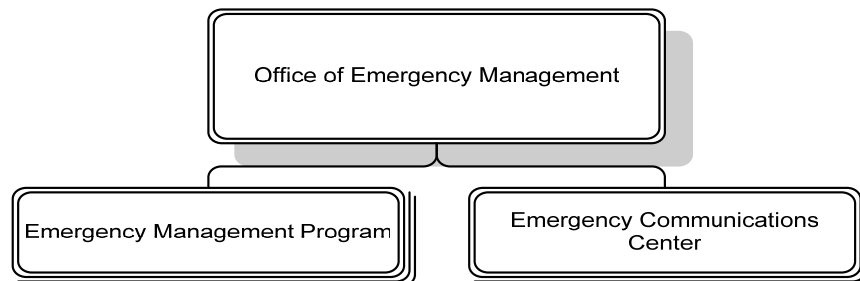 Office of Emergency Management
Emergency Management Program
Emergency Communications
Center